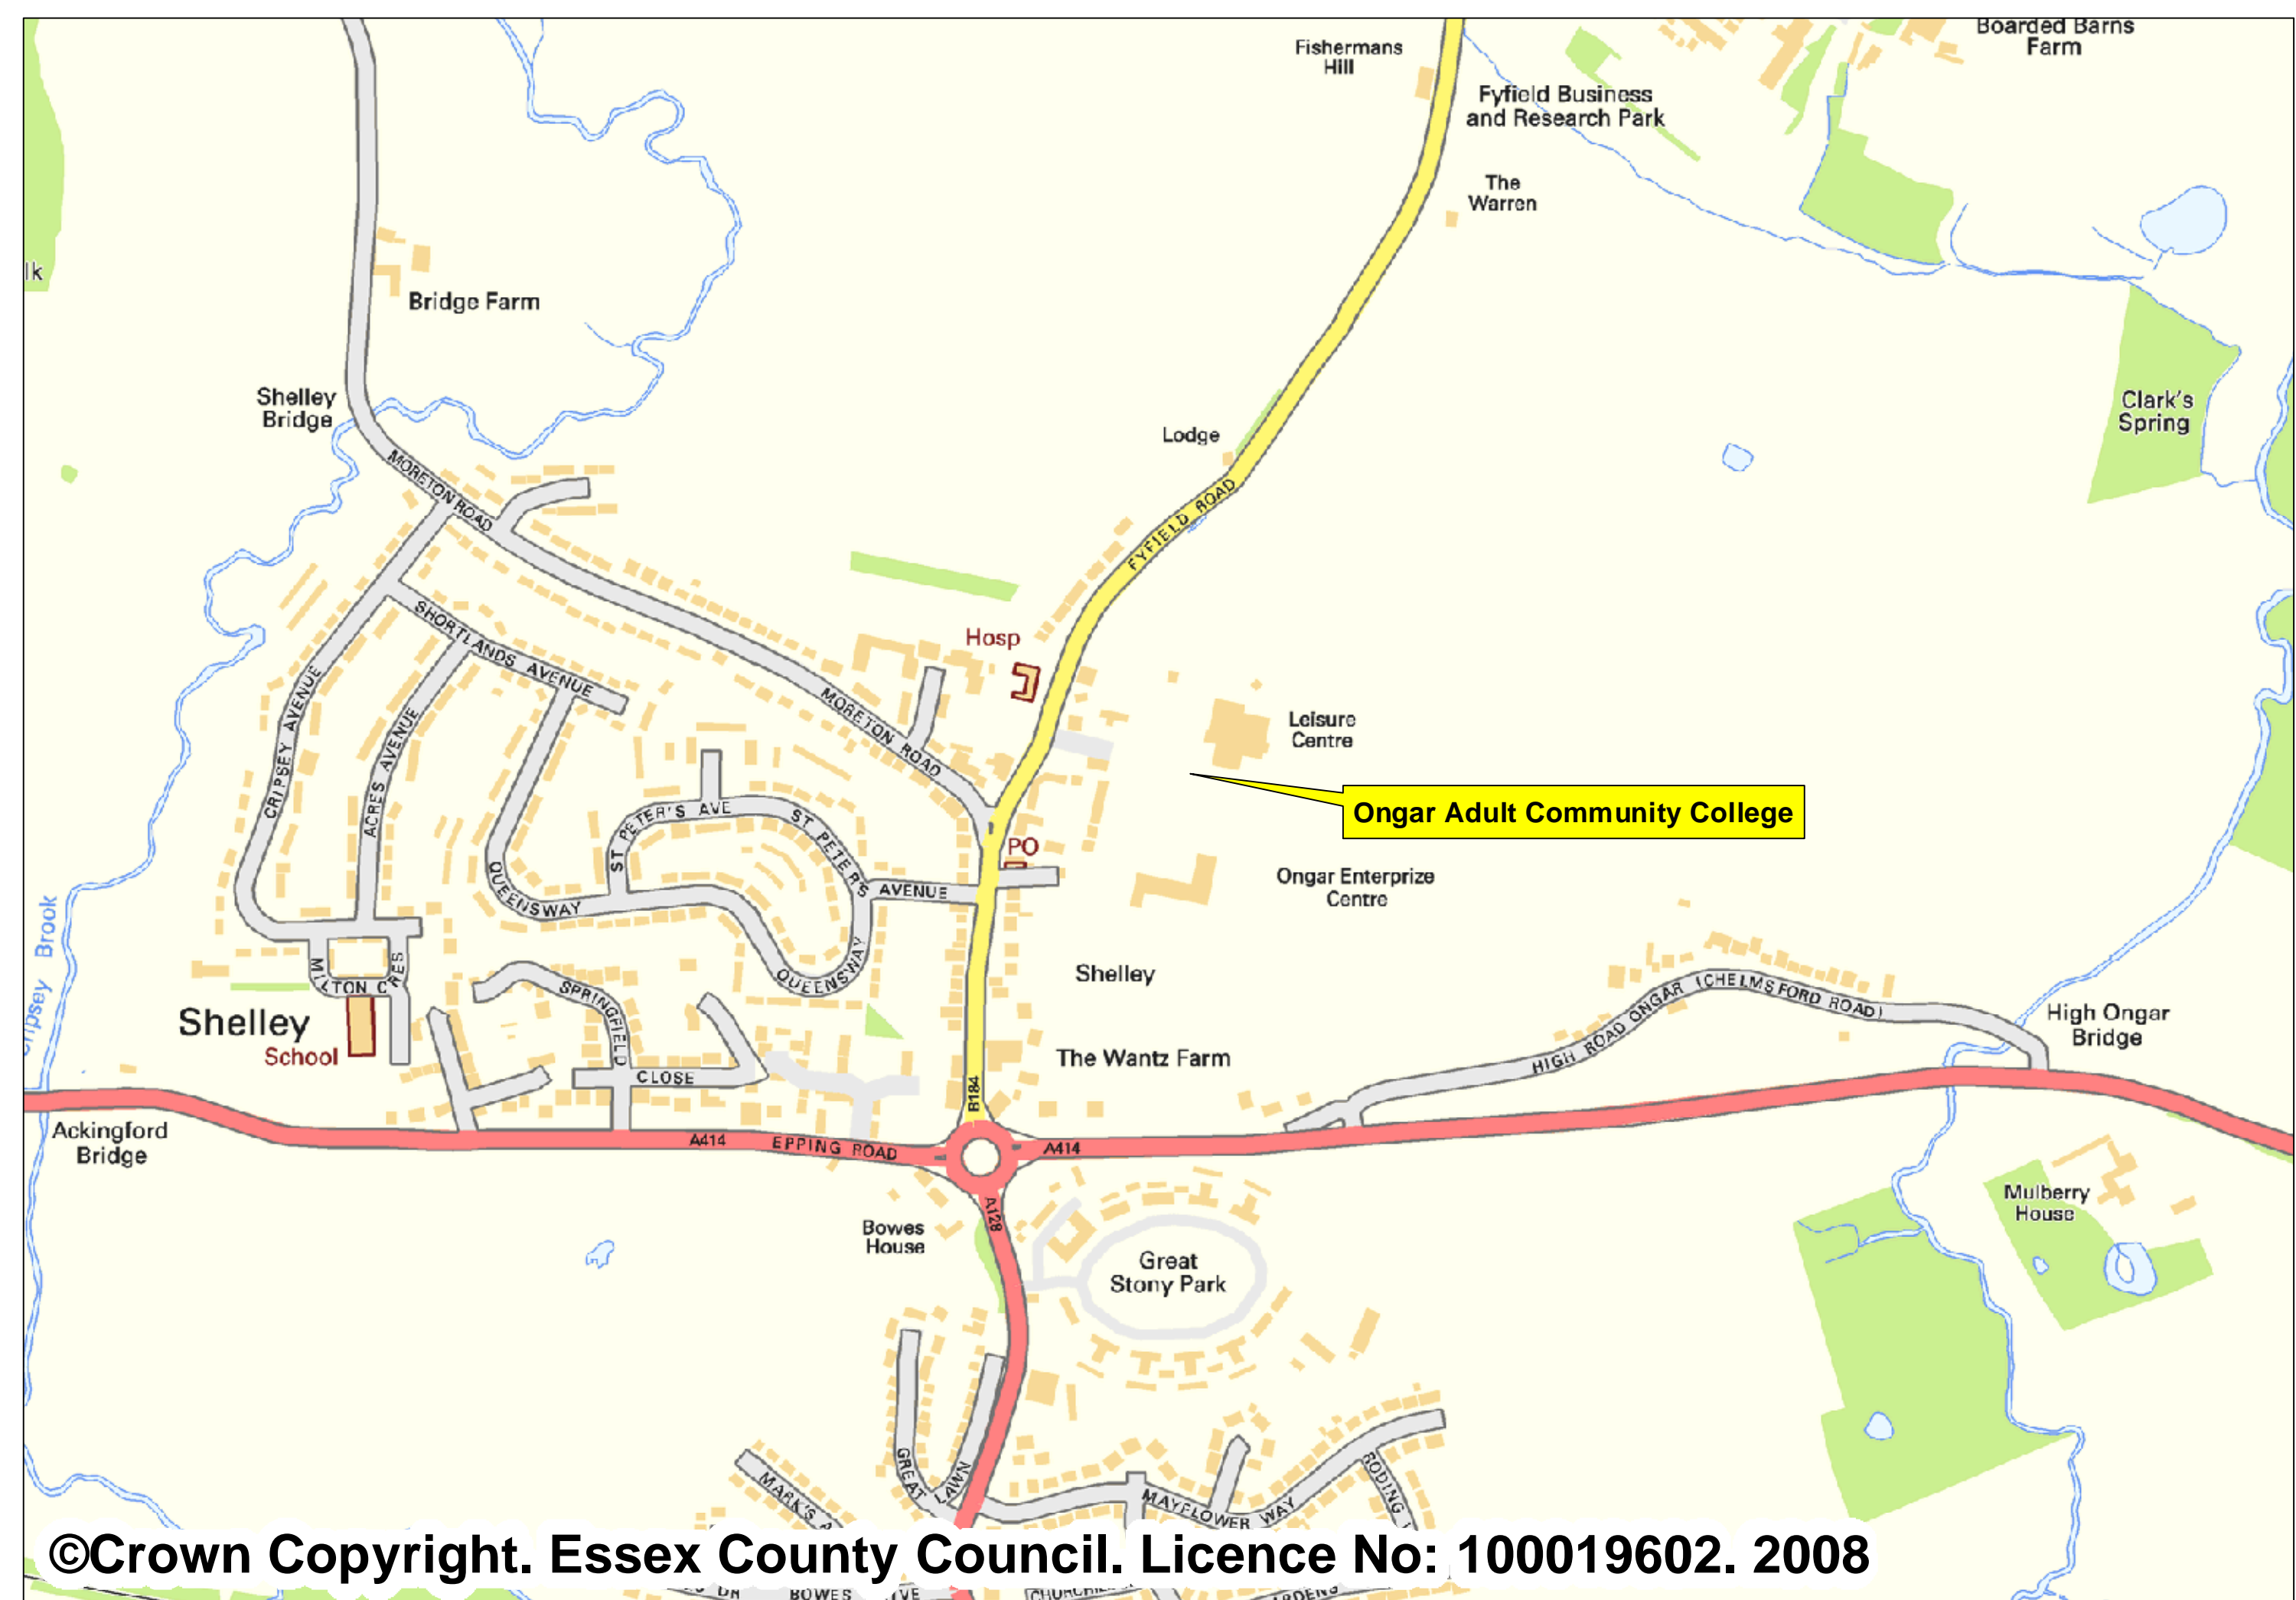 Boarded Barns
Farm
Fishermans
Hill
Fyfield Business
and Research Park
The
Warren
lk
Bridge Farm
Shelley
Bridge
Clark's
Spring
Lodge
MORETON ROAD
FYFIELD ROAD
SHORTLANDS AVENUE
Hosp
CRIPSEY AVENUE
ACRES AVENUE
MORETON ROAD
Leisure
Centre
Ongar Adult Community College
ST PETER'S AVE
ST PETER'S
AVENUE
PO
QUEENSWAY
QUEENSWAY
Ongar Enterprize
Centre
Brook
MILTON CRES
SPRINGFIELD
CLOSE
Shelley
Shelley
School
HIGH ROAD ONGAR (CHELMSFORD ROAD)
High Ongar
Bridge
The Wantz Farm
B184
Ackingford
Bridge
A414
EPPING ROAD
A414
A128
Mulberry
House
Bowes
House
Great
Stony Park
GREAT
LAWN
MARK'S
MAYFLOWER WAY
RODING
©Crown Copyright. Essex County Council. Licence No: 100019602. 2008
DR
BOWES